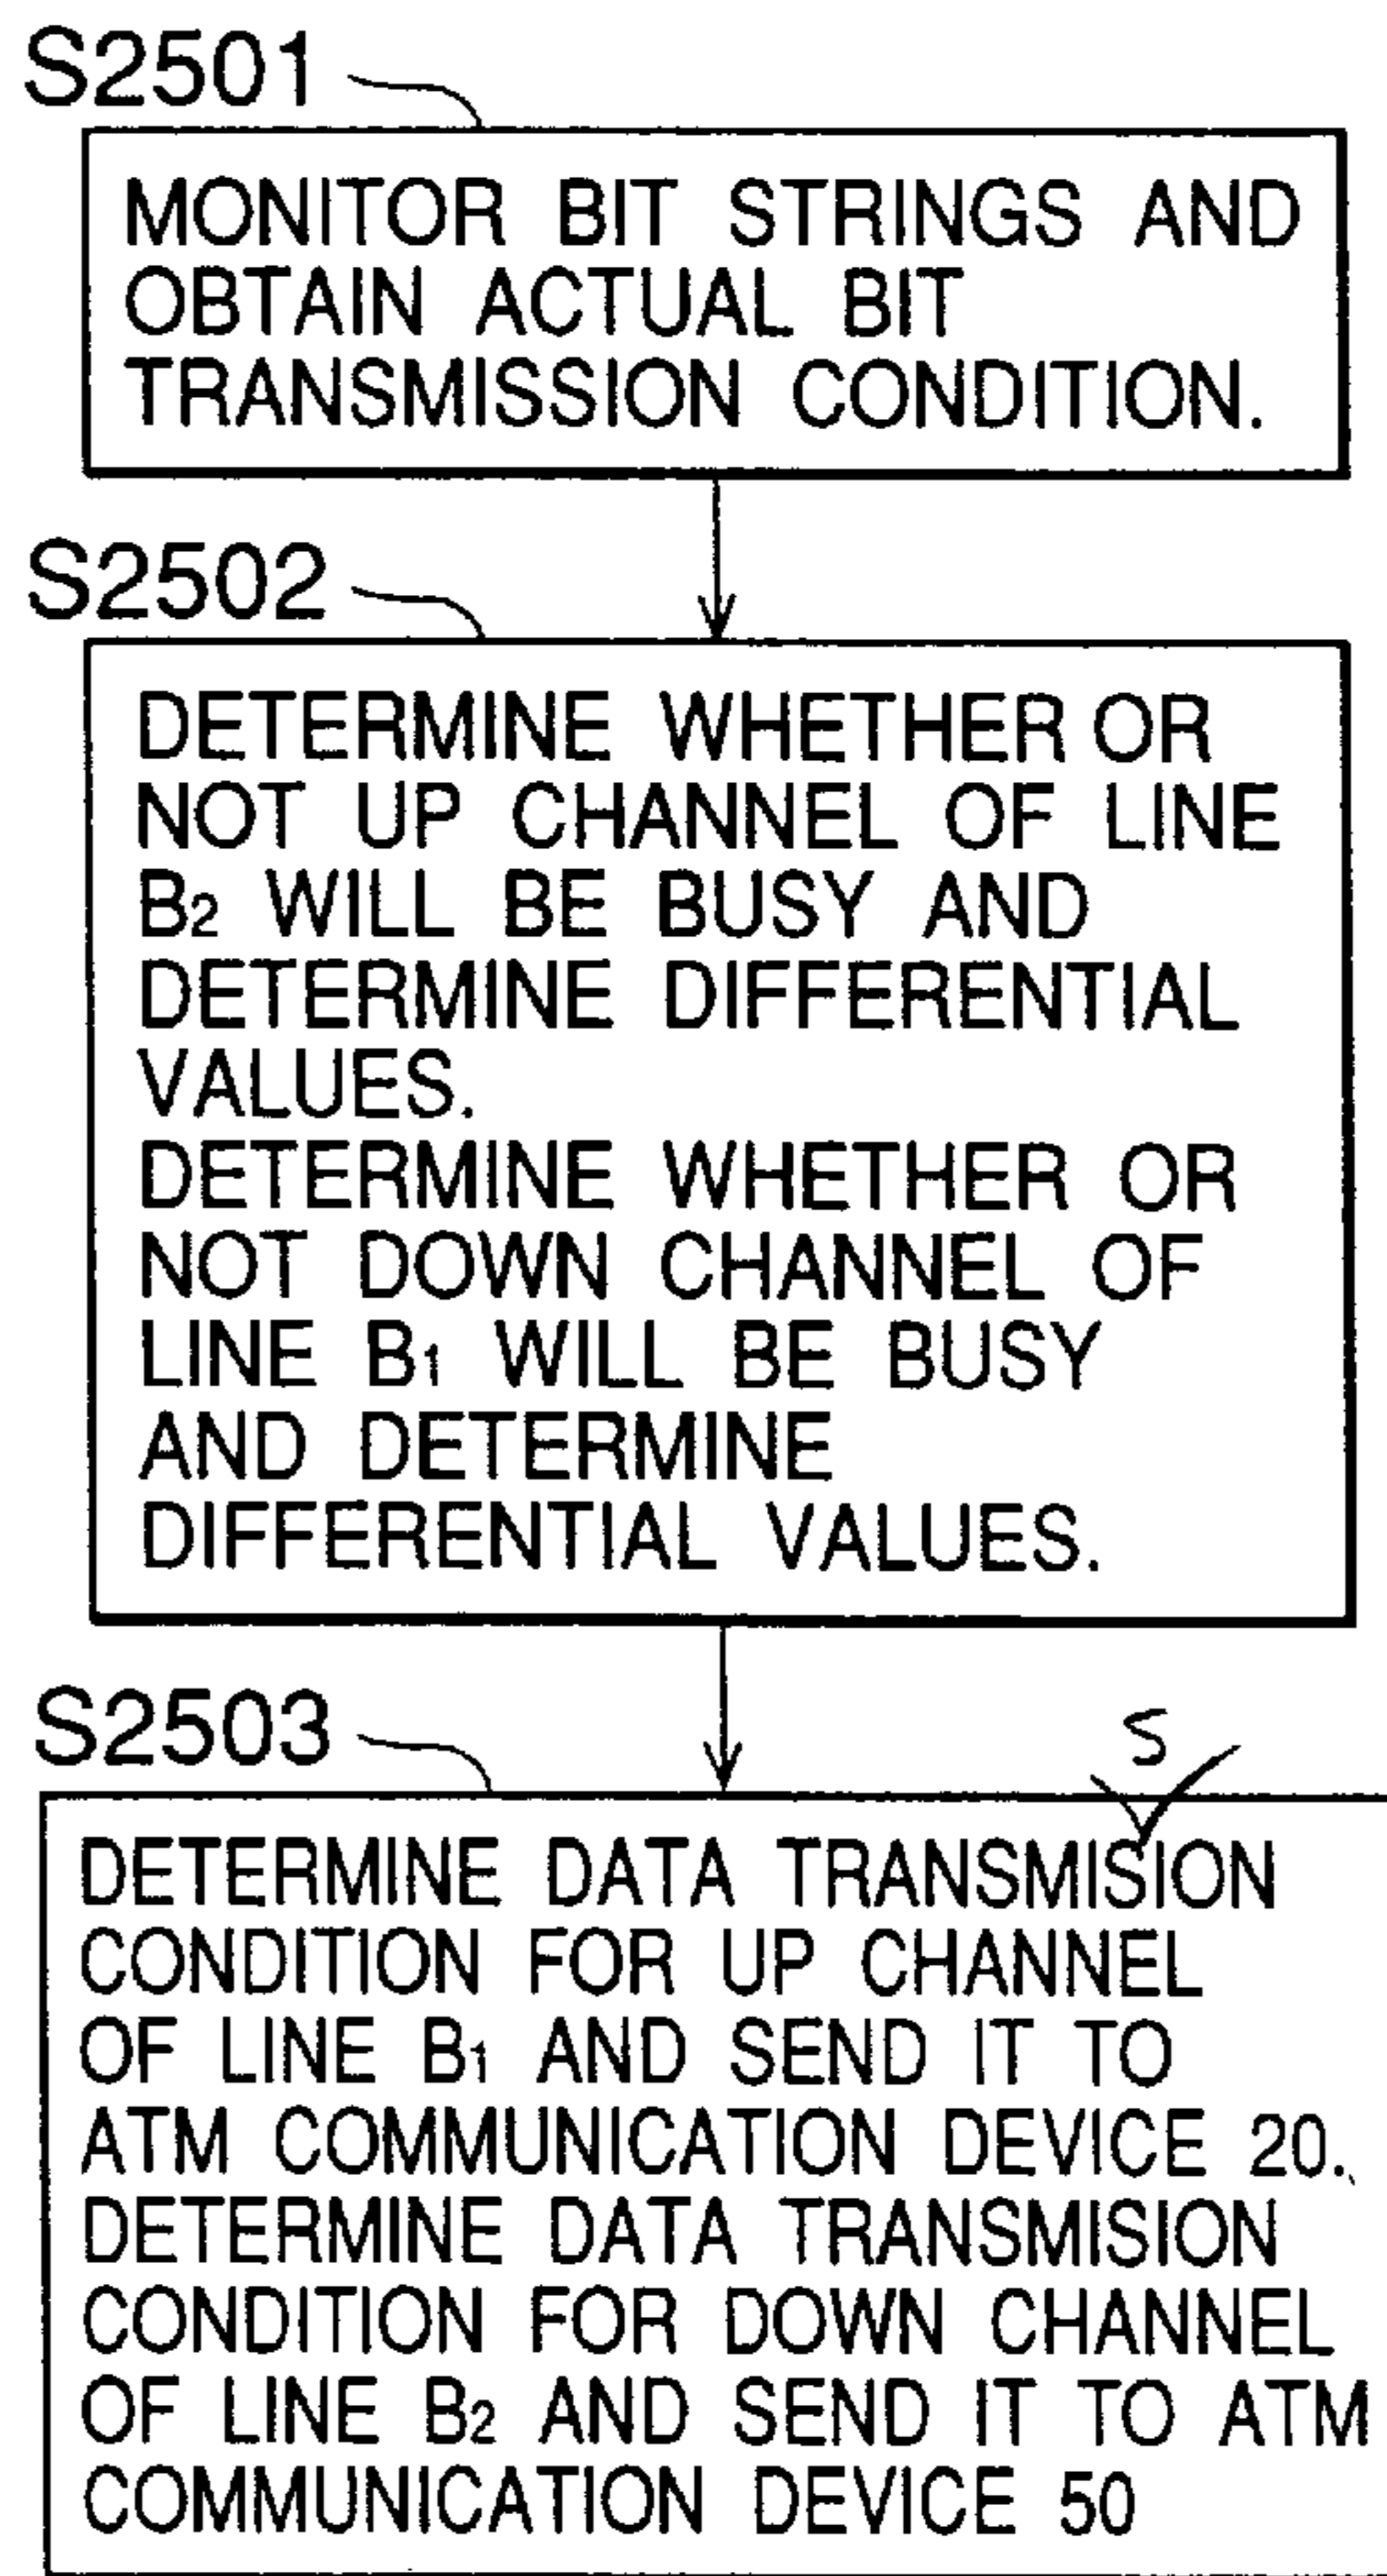 S2501
MONITOR BIT STRINGS AND
OBTAIN ACTUAL BIT
TRANSMISSION CONDITION.
S2502
DETERMINE WHETHER OR
NOT UP CHANNEL OF LINE
B2 WILL BE BUSY AND
DETERMINE DIFFERENTIAL
VALUES.
DETERMINE WHETHER OR
NOT DOWN CHANNEL OF
LINE B1 WILL BE BUSY
AND DETERMINE
DIFFERENTIAL VALUES.
S2503
S
DETERMINE DATA TRANSMISION
CONDITION FOR UP CHANNEL
OF LINE B1 AND SEND IT TO
ATM COMMUNICATION DEVICE 20.
DETERMINE DATA TRANSMISION
CONDITION FOR DOWN CHANNEL
OF LINE B2 AND SEND IT TO ATM
COMMUNICATION DEVICE 50